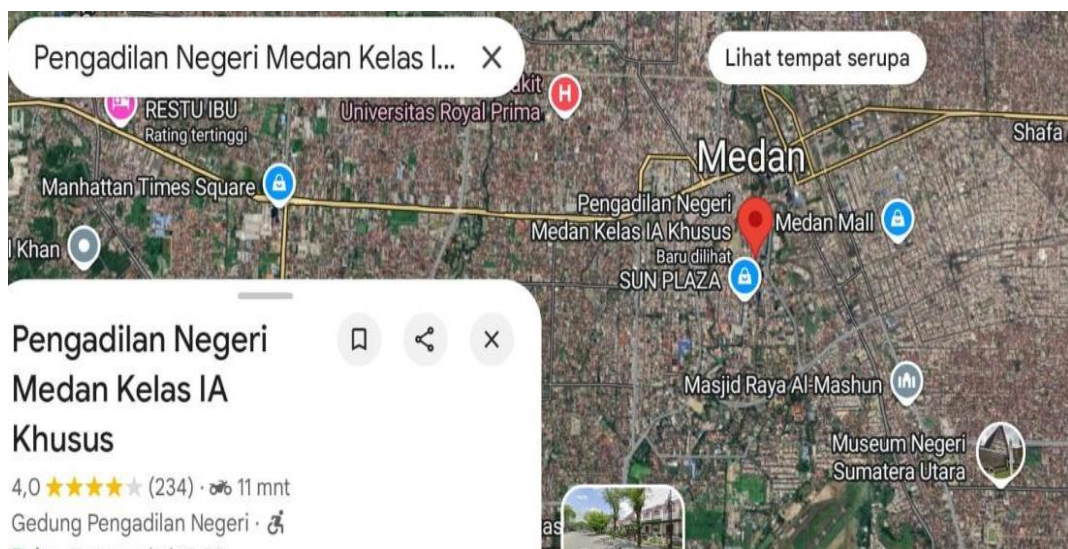 Pengadilan Negeri Medan Kelas I...
Lihat tempat serupa
RESTU IBU
Rating tertinggi
Universitas Royal Prima
H
Shafa
Medan
Manhattan Times Square
Pengadilan Negeri
Medan Kelas IA Khusus
Baru dilihat
Medan Mall
Khan
SUN PLAZA
Masjid Raya Al-Mashun
Museum Negeri
Sumatera Utara
Pengadilan Negeri
Medan Kelas IA
Khusus
4,0 (234) · 11 mnt
Gedung Pengadilan Negeri ·